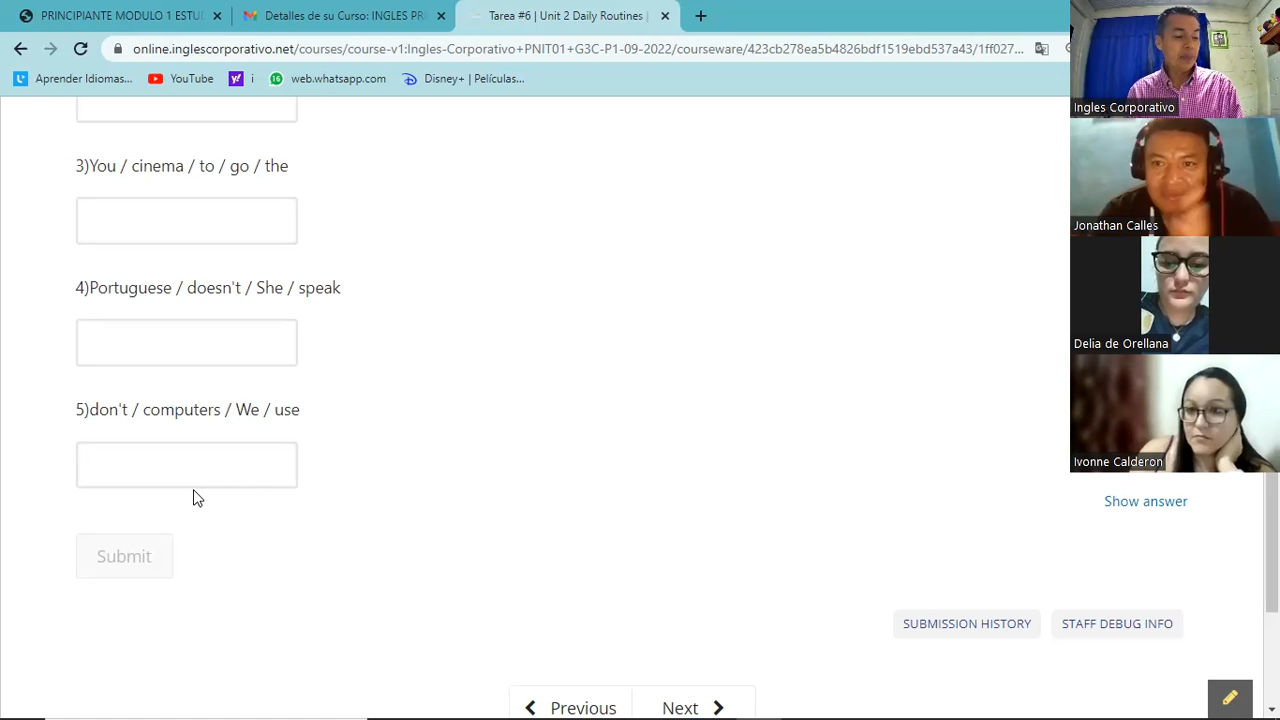 PRINCIPIANTE MODULO 1 ESTU
Detalles de su Curso: INGLES PR
Tarea #6 | Unit 2 Daily Routines |
online.inglescorporativo.net/courses/course-v1:Ingles-Corporativo+PNIT01+G3C-P1-09-2022/courseware/423cb278ea5b4826bdf1519ebd537a43/1ff027...
Aprender Idiomas...
YouTube
i
web.whatsapp.com
Disney+ | Películas,...
3)You / cinema / to / go / the
4)Portuguese / doesn't / She / speak
5)don't / computers / We / use
Submit
Show answer
SUBMISSION HISTORY
STAFF DEBUG INFO
Previous
Next
Ingles Corporativo
Jonathan Calles
Delia de Orellana
Ivonne Calderon